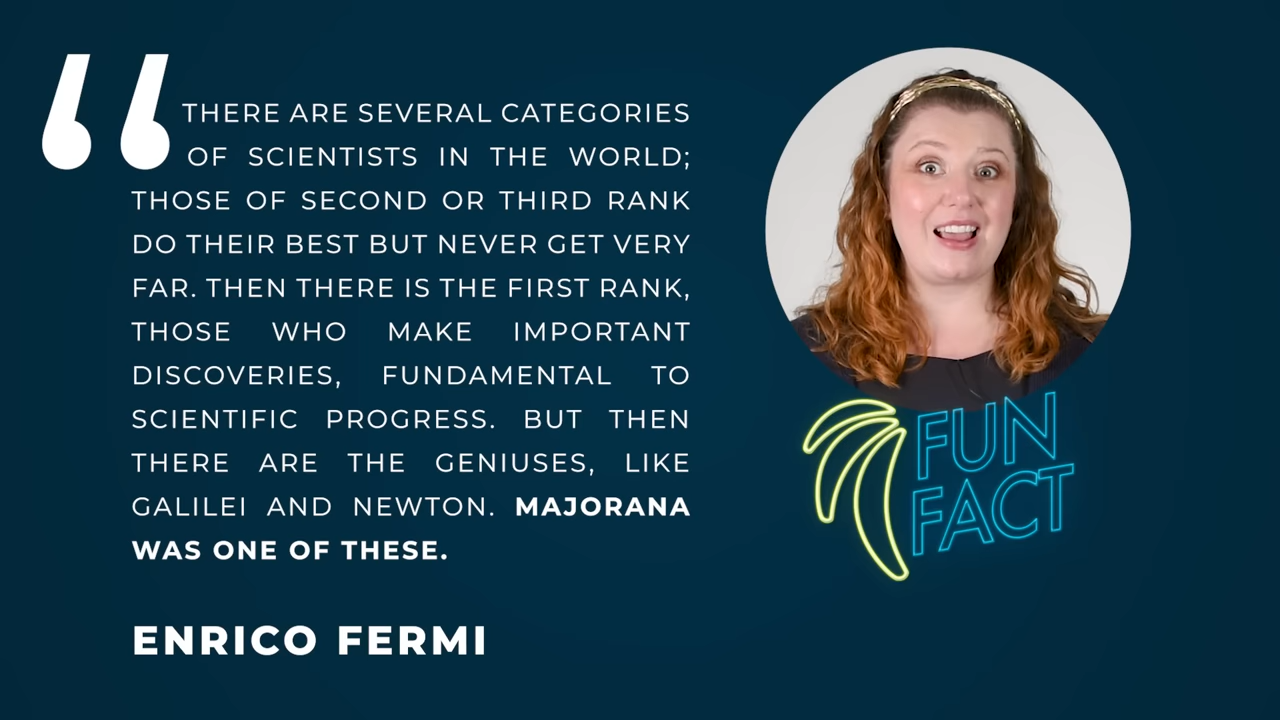 “
THERE ARE SEVERAL CATEGORIES
OF SCIENTISTS IN THE WORLD;
THOSE OF SECOND OR THIRD RANK
DO THEIR BEST BUT NEVER GET VERY
FAR. THEN THERE IS THE FIRST RANK,
THOSE WHO MAKE IMPORTANT
DISCOVERIES, FUNDAMENTAL TO
SCIENTIFIC PROGRESS. BUT THEN
THERE ARE THE GENIUSES, LIKE
GALILEI AND NEWTON. MAJORANA
WAS ONE OF THESE.
ENRICO FERMI
FUN
FACT